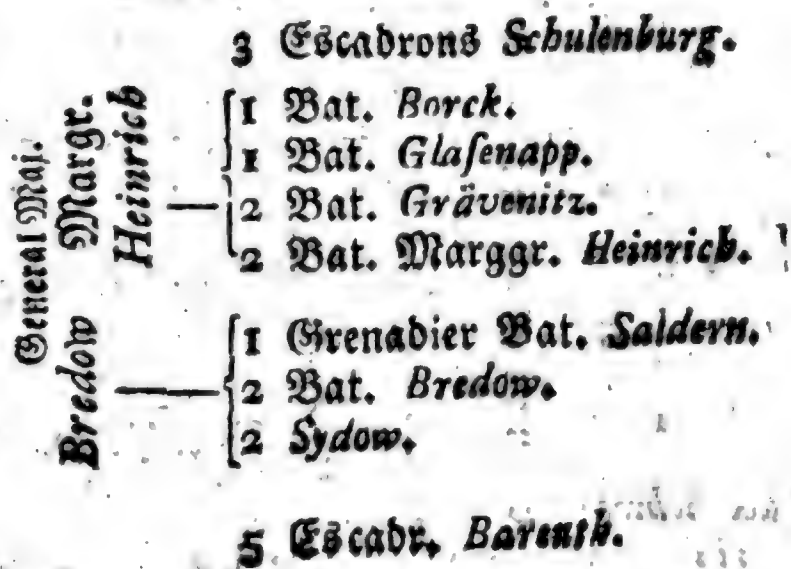 3 Escadrons Schulenburg.
General Maj.
Margr. Heinrich
1 Bat. Borck.
1 Bat. Glaſenapp.
2 Bat. Grävenitz.
2 Bat. Marggr. Heinrich.
Bredow
1 Grenadier Bat. Saldern.
2 Bat. Bredow.
2 Sydow.
5 Escadr. Bareuth.